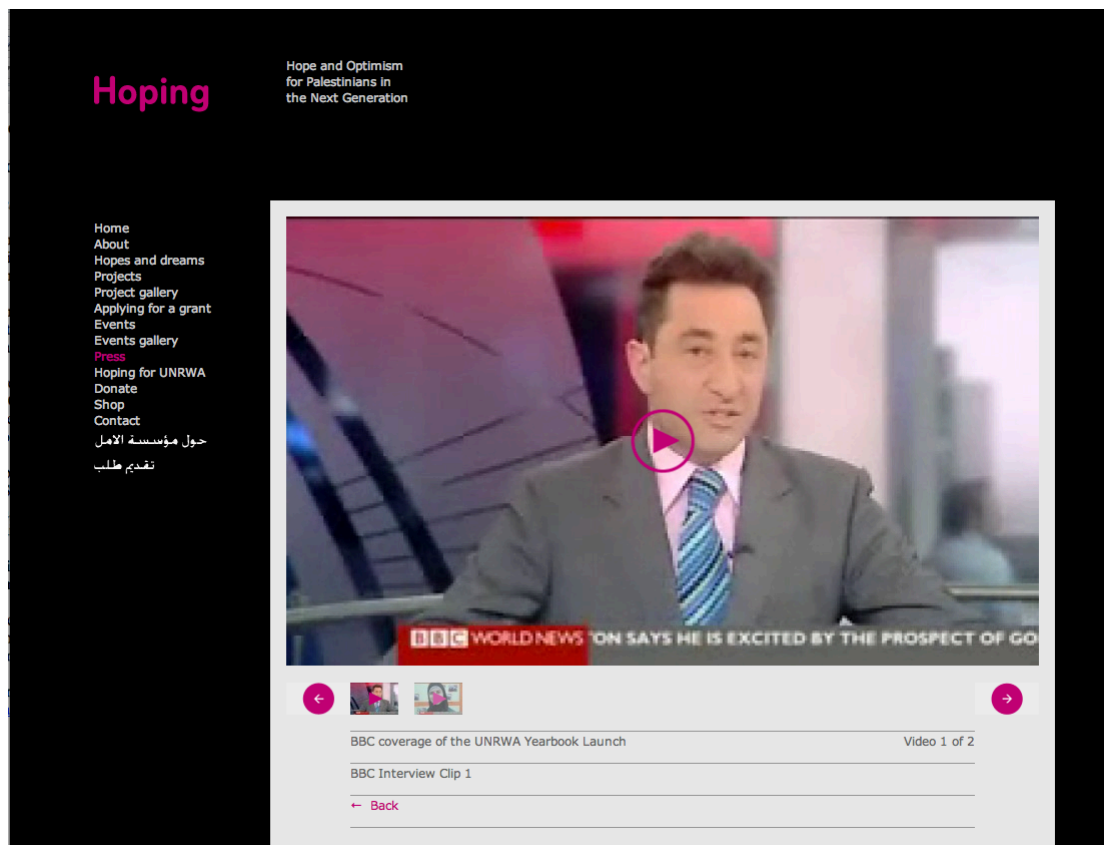 Hoping
Hope and Optimism
for Palestinians in
the Next Generation
Home
About
Hopes and dreams
Projects
Project gallery
Applying for a grant
Events
Events gallery
Press
Hoping for UNRWA
Donate
Shop
Contact
حول مؤسسة الامل
تقديم طلب
BBC WORLD NEWS TON SAYS HE IS EXCITED BY THE PROSPECT OF GO
BBC coverage of the UNRWA Yearbook Launch Video 1 of 2
BBC Interview Clip 1
← Back